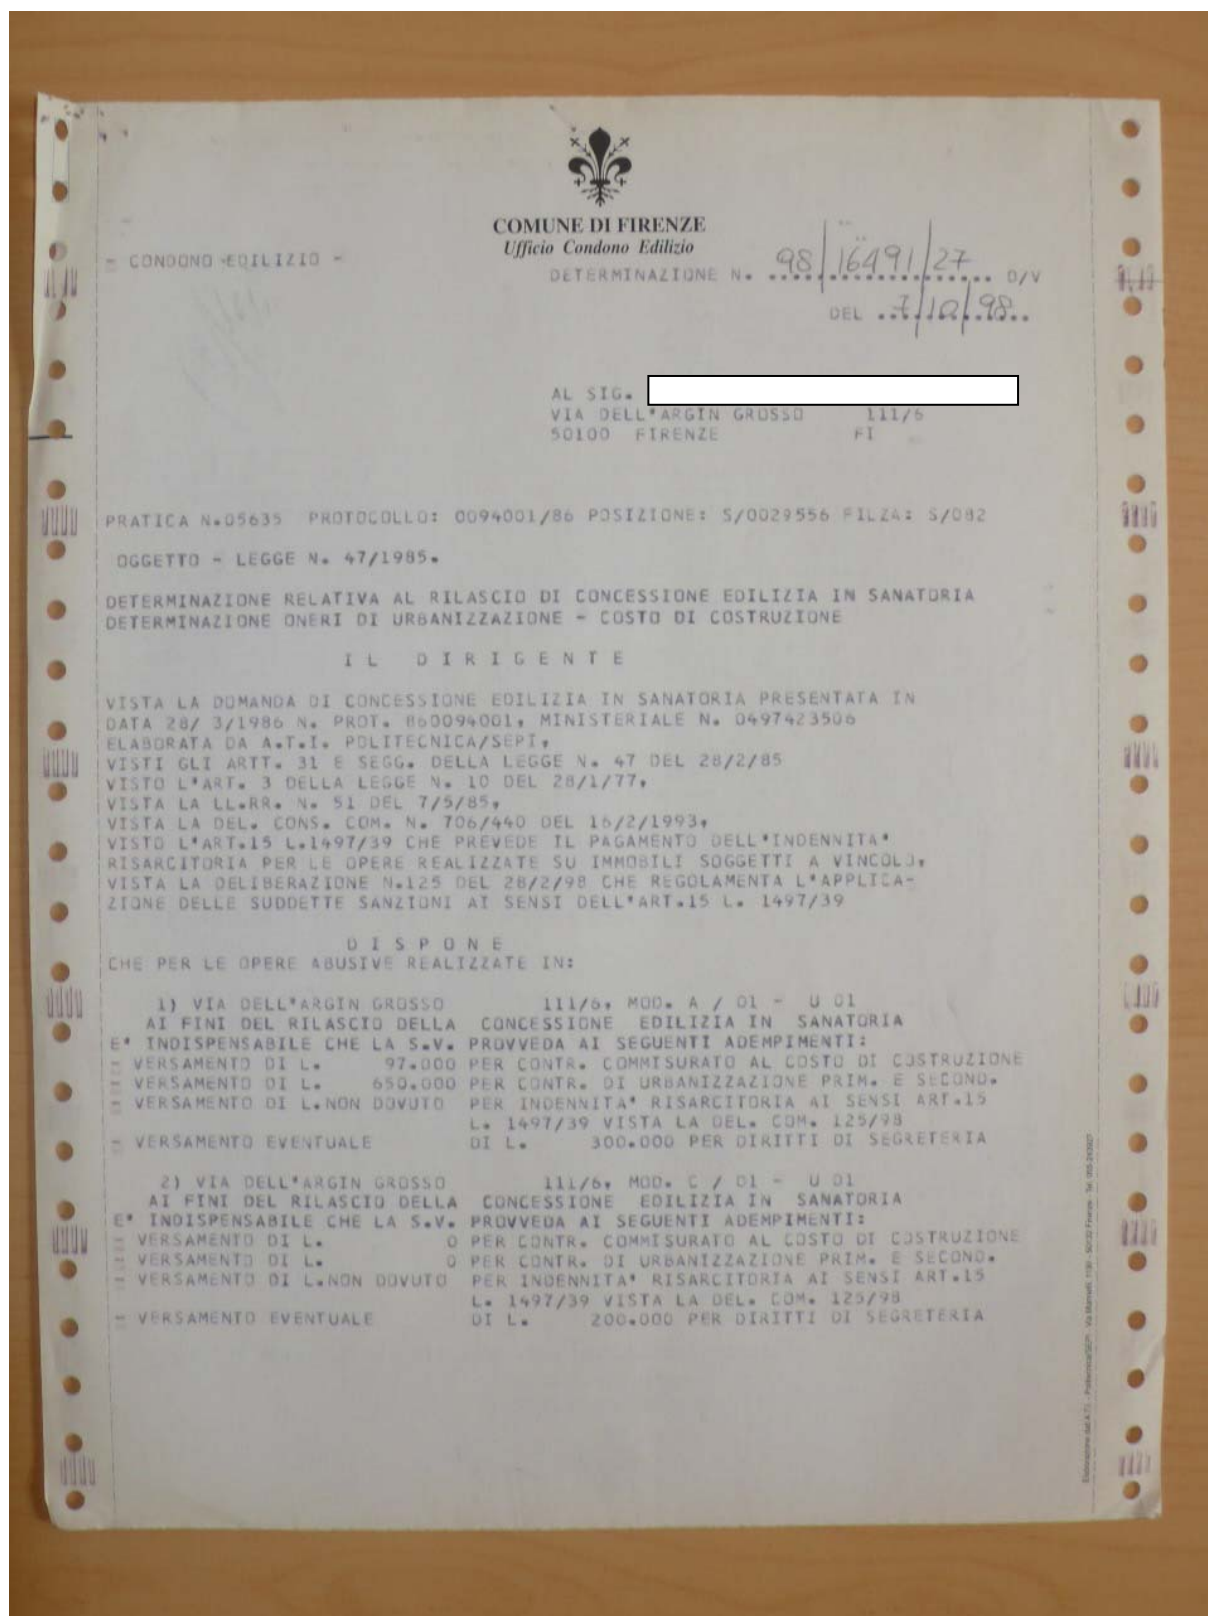 COMUNE DI FIRENZE
Ufficio Condono Edilizio
= CONDONO EDILIZIO =
DETERMINAZIONE N. 98/16491/27 D/V
DEL 7/10/98
AL SIG.
VIA DELL'ARGIN GROSSO 111/6
50100 FIRENZE FI
PRATICA N.05635 PROTOCOLLO: 0094001/86 POSIZIONE: S/0029556 FILZA: S/082
OGGETTO - LEGGE N. 47/1985.
DETERMINAZIONE RELATIVA AL RILASCIO DI CONCESSIONE EDILIZIA IN SANATORIA
DETERMINAZIONE ONERI DI URBANIZZAZIONE - COSTO DI COSTRUZIONE
I L D I R I G E N T E
VISTA LA DOMANDA DI CONCESSIONE EDILIZIA IN SANATORIA PRESENTATA IN
DATA 28/ 3/1986 N. PROT. 860094001, MINISTERIALE N. 0497423506
ELABORATA DA A.T.I. POLITECNICA/SEPI,
VISTI GLI ARTT. 31 E SEGG. DELLA LEGGE N. 47 DEL 28/2/85
VISTO L'ART. 3 DELLA LEGGE N. 10 DEL 28/1/77,
VISTA LA LL.RR. N. 51 DEL 7/5/85,
VISTA LA DEL. CONS. COM. N. 706/440 DEL 16/2/1993,
VISTO L'ART.15 L.1497/39 CHE PREVEDE IL PAGAMENTO DELL'INDENNITA'
RISARCITORIA PER LE OPERE REALIZZATE SU IMMOBILI SOGGETTI A VINCOLO,
VISTA LA DELIBERAZIONE N.125 DEL 28/2/98 CHE REGOLAMENTA L'APPLICA-
ZIONE DELLE SUDDETTE SANZIONI AI SENSI DELL'ART.15 L. 1497/39
D I S P O N E
CHE PER LE OPERE ABUSIVE REALIZZATE IN:
1) VIA DELL'ARGIN GROSSO 111/6, MOD. A / 01 - U 01
AI FINI DEL RILASCIO DELLA CONCESSIONE EDILIZIA IN SANATORIA
E' INDISPENSABILE CHE LA S.V. PROVVEDA AI SEGUENTI ADEMPIMENTI:
= VERSAMENTO DI L. 97.000 PER CONTR. COMMISURATO AL COSTO DI COSTRUZIONE
= VERSAMENTO DI L. 650.000 PER CONTR. DI URBANIZZAZIONE PRIM. E SECOND.
= VERSAMENTO DI L.NON DOVUTO PER INDENNITA' RISARCITORIA AI SENSI ART.15
L. 1497/39 VISTA LA DEL. COM. 125/98
= VERSAMENTO EVENTUALE DI L. 300.000 PER DIRITTI DI SEGRETERIA
2) VIA DELL'ARGIN GROSSO 111/6, MOD. C / 01 - U 01
AI FINI DEL RILASCIO DELLA CONCESSIONE EDILIZIA IN SANATORIA
E' INDISPENSABILE CHE LA S.V. PROVVEDA AI SEGUENTI ADEMPIMENTI:
= VERSAMENTO DI L. 0 PER CONTR. COMMISURATO AL COSTO DI COSTRUZIONE
= VERSAMENTO DI L. 0 PER CONTR. DI URBANIZZAZIONE PRIM. E SECOND.
= VERSAMENTO DI L.NON DOVUTO PER INDENNITA' RISARCITORIA AI SENSI ART.15
L. 1497/39 VISTA LA DEL. COM. 125/98
= VERSAMENTO EVENTUALE DI L. 200.000 PER DIRITTI DI SEGRETERIA